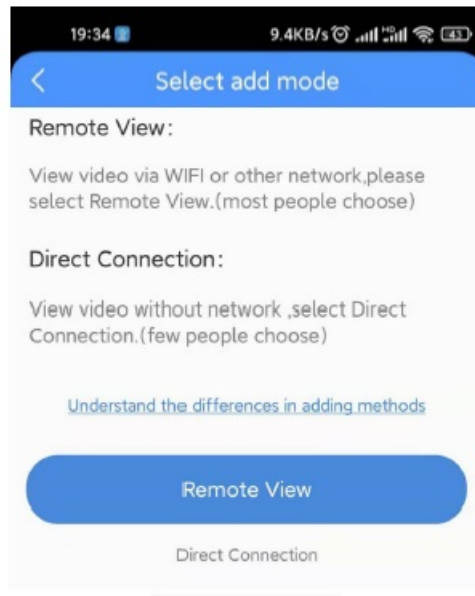 19:34 9.4KB/s 43
Select add mode
Remote View:
View video via WIFI or other network,please
select Remote View.(most people choose)
Direct Connection:
View video without network ,select Direct
Connection.(few people choose)
Understand the differences in adding methods
Remote View
Direct Connection